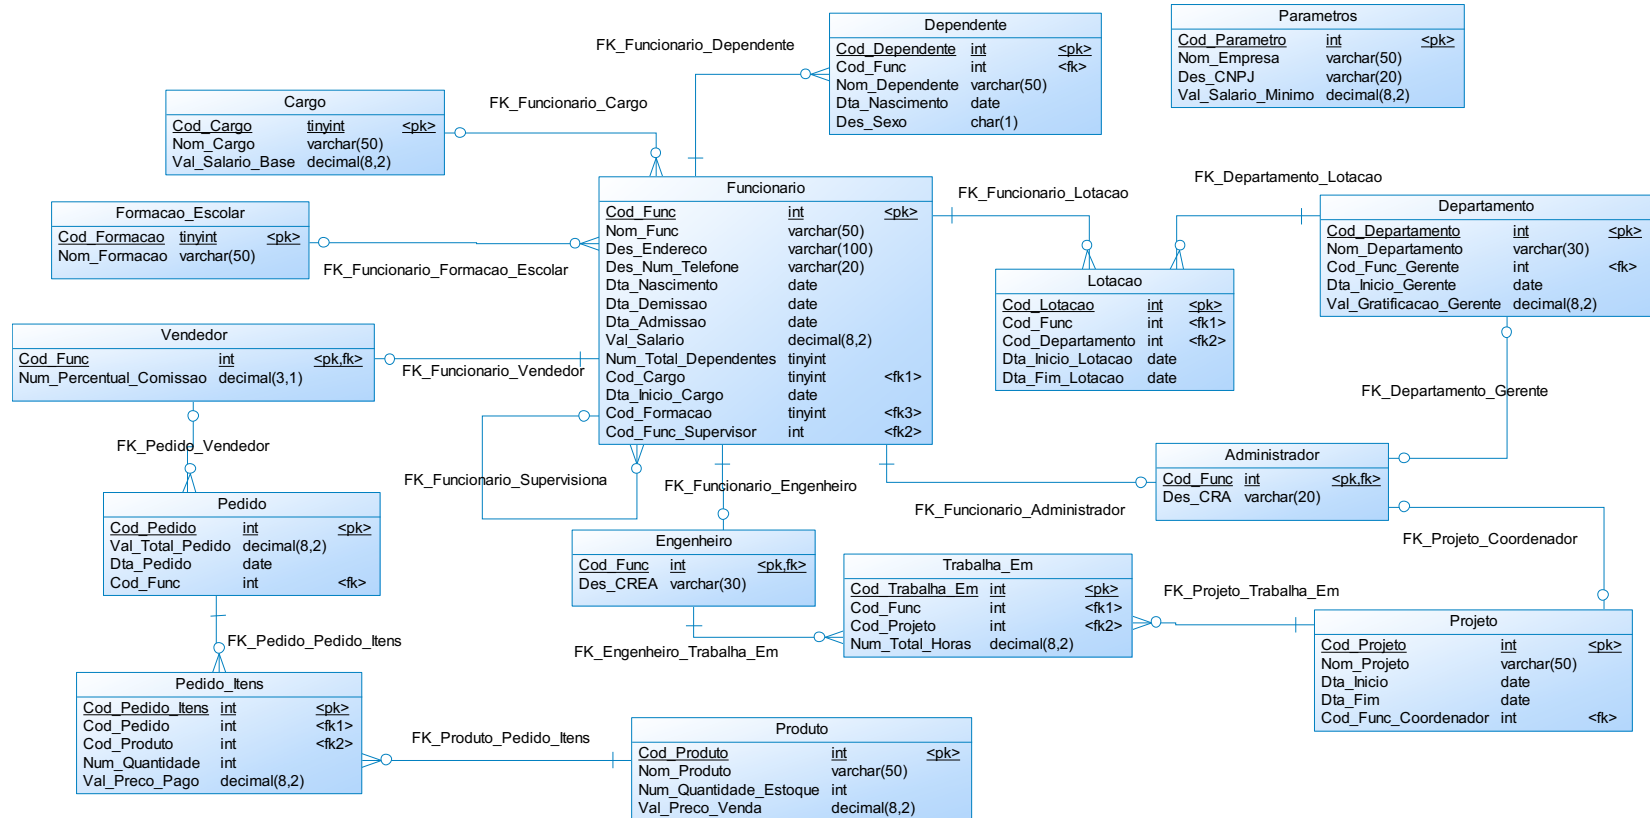 Dependente
Cod_Dependente int <pk>
Cod_Func int <fk>
Nom_Dependente varchar(50)
Dta_Nascimento date
Des_Sexo char(1)
Parametros
Cod_Parametro int <pk>
Nom_Empresa varchar(50)
Des_CNPJ varchar(20)
Val_Salario_Minimo decimal(8,2)
FK_Funcionario_Dependente
Cargo
Cod_Cargo tinyint <pk>
Nom_Cargo varchar(50)
Val_Salario_Base decimal(8,2)
FK_Funcionario_Cargo
Formacao_Escolar
Cod_Formacao tinyint <pk>
Nom_Formacao varchar(50)
FK_Funcionario_Formacao_Escolar
Funcionario
Cod_Func int <pk>
Nom_Func varchar(50)
Des_Endereco varchar(100)
Des_Num_Telefone varchar(20)
Dta_Nascimento date
Dta_Demissao date
Dta_Admissao date
Val_Salario decimal(8,2)
Num_Total_Dependentes tinyint
Cod_Cargo tinyint <fk1>
Dta_Inicio_Cargo date
Cod_Formacao tinyint <fk3>
Cod_Func_Supervisor int <fk2>
FK_Funcionario_Lotacao
FK_Departamento_Lotacao
Departamento
Cod_Departamento int <pk>
Nom_Departamento varchar(30)
Cod_Func_Gerente int <fk>
Dta_Inicio_Gerente date
Val_Gratificacao_Gerente decimal(8,2)
Lotacao
Cod_Lotacao int <pk>
Cod_Func int <fk1>
Cod_Departamento int <fk2>
Dta_Inicio_Lotacao date
Dta_Fim_Lotacao date
FK_Departamento_Gerente
Vendedor
Cod_Func int <pk,fk>
Num_Percentual_Comissao decimal(3,1)
FK_Funcionario_Vendedor
FK_Pedido_Vendedor
FK_Funcionario_Supervisiona
FK_Funcionario_Engenheiro
FK_Funcionario_Administrador
Administrador
Cod_Func int <pk,fk>
Des_CRA varchar(20)
FK_Projeto_Coordenador
Pedido
Cod_Pedido int <pk>
Val_Total_Pedido decimal(8,2)
Dta_Pedido date
Cod_Func int <fk>
Engenheiro
Cod_Func int <pk,fk>
Des_CREA varchar(30)
Trabalha_Em
Cod_Trabalha_Em int <pk>
Cod_Func int <fk1>
Cod_Projeto int <fk2>
Num_Total_Horas decimal(8,2)
FK_Projeto_Trabalha_Em
FK_Engenheiro_Trabalha_Em
Projeto
Cod_Projeto int <pk>
Nom_Projeto varchar(50)
Dta_Inicio date
Dta_Fim date
Cod_Func_Coordenador int <fk>
FK_Pedido_Pedido_Itens
Pedido_Itens
Cod_Pedido_Itens int <pk>
Cod_Pedido int <fk1>
Cod_Produto int <fk2>
Num_Quantidade int
Val_Preco_Pago decimal(8,2)
FK_Produto_Pedido_Itens
Produto
Cod_Produto int <pk>
Nom_Produto varchar(50)
Num_Quantidade_Estoque int
Val_Preco_Venda decimal(8,2)